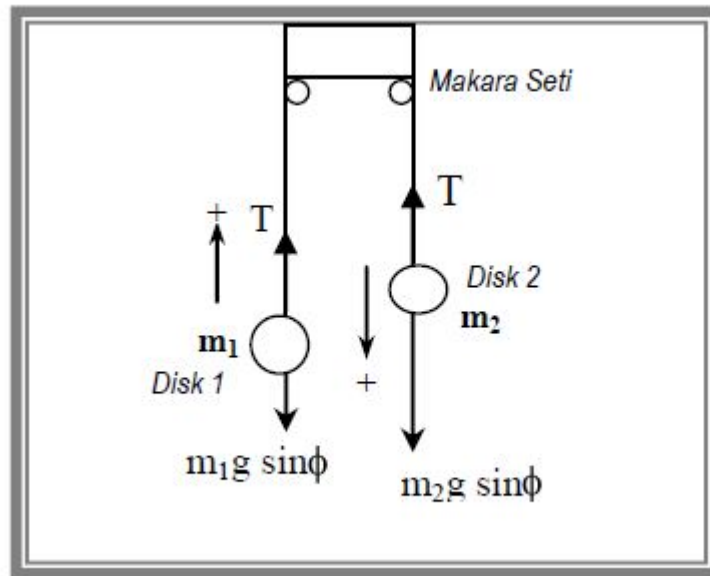 Makara Seti
+
T
T
Disk 2
m₂
m₁
Disk 1
+
m₁g sinϕ
m₂g sinϕ